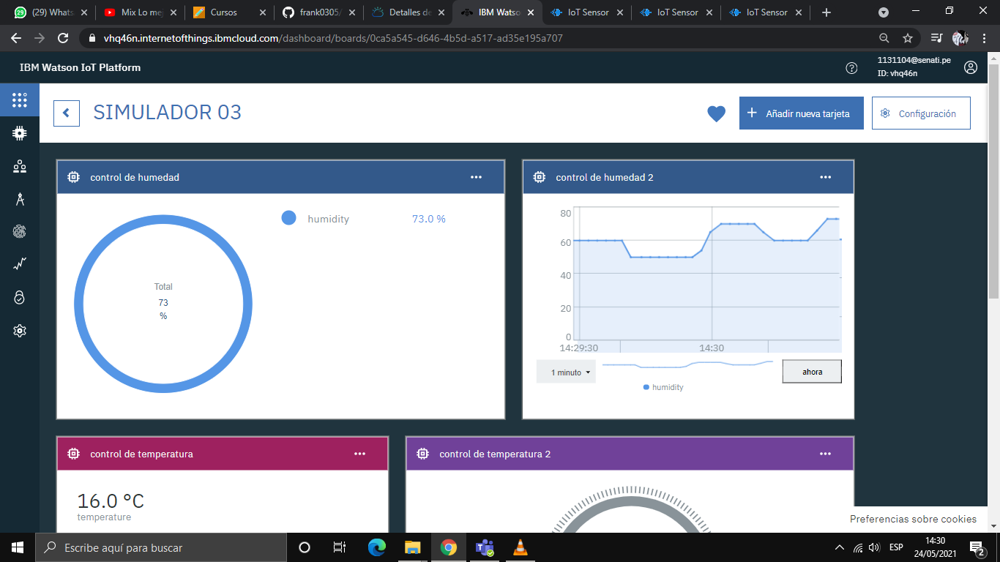 (29) Whats
Mix Lo me
Cursos
frank0305/
Detalles de
IBM Watso
IoT Sensor
IoT Sensor
IoT Sensor
vhq46n.internetofthings.ibmcloud.com/dashboard/boards/0ca5a545-d646-4b5d-a517-ad35e195a707
IBM Watson IoT Platform
1131104@senati.pe
ID: vhq46n
SIMULADOR 03
Añadir nueva tarjeta
Configuración
control de humedad
humidity 73.0 %
Total
73
%
control de humedad 2
80
60
40
20
0
14:29:30 14:30
1 minuto
ahora
humidity
control de temperatura
16.0 °C
temperature
control de temperatura 2
Preferencias sobre cookies
Escribe aquí para buscar
ESP
14:30
24/05/2021
2